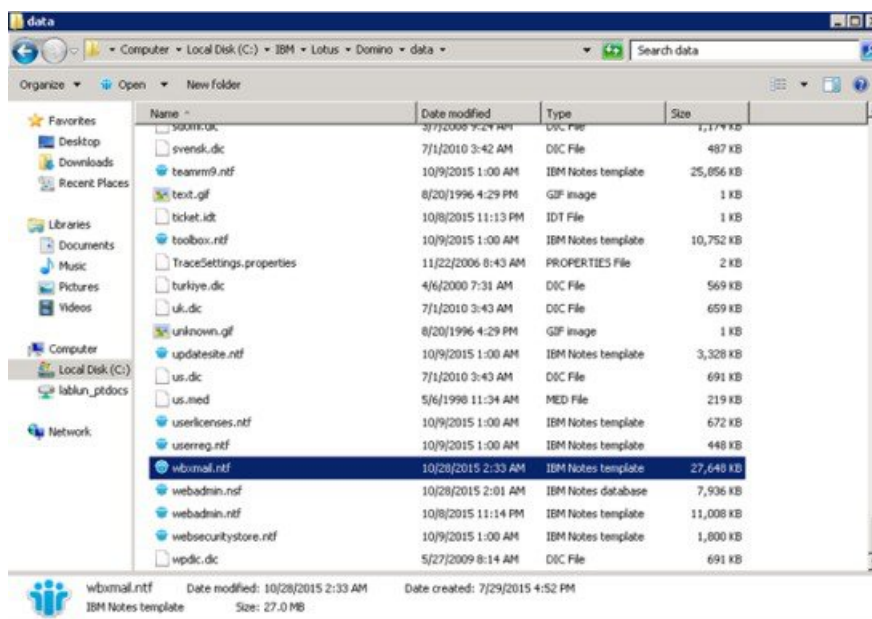 data
Computer Local Disk (C:) IBM Lotus Domino data
Search data
Organize Open New folder
Name Date modified Type Size
suomi.dic 3/7/2008 9:24 AM DIC File 1,174 KB
svensk.dic 7/1/2010 3:42 AM DIC File 487 KB
teamrm9.ntf 10/9/2015 1:00 AM IBM Notes template 25,856 KB
text.gif 8/20/1996 4:29 PM GIF image 1 KB
ticket.idt 10/8/2015 11:13 PM IDT File 1 KB
toolbox.ntf 10/9/2015 1:00 AM IBM Notes template 10,752 KB
TraceSettings.properties 11/22/2006 8:43 AM PROPERTIES File 2 KB
turkiye.dic 4/6/2000 7:31 AM DIC File 569 KB
uk.dic 7/1/2010 3:43 AM DIC File 659 KB
unknown.gif 8/20/1996 4:29 PM GIF image 1 KB
updatesite.ntf 10/9/2015 1:00 AM IBM Notes template 3,328 KB
us.dic 7/1/2010 3:43 AM DIC File 691 KB
us.med 5/6/1998 11:34 AM MED File 219 KB
userlicenses.ntf 10/9/2015 1:00 AM IBM Notes template 672 KB
userreg.ntf 10/9/2015 1:00 AM IBM Notes template 448 KB
wbxmail.ntf 10/28/2015 2:33 AM IBM Notes template 27,648 KB
webadmin.nsf 10/28/2015 2:01 AM IBM Notes database 7,936 KB
webadmin.ntf 10/8/2015 11:14 PM IBM Notes template 11,008 KB
websecuritystore.ntf 10/9/2015 1:00 AM IBM Notes template 1,800 KB
wpdic.dic 5/27/2009 8:14 AM DIC File 691 KB
Favorites
Desktop
Downloads
Recent Places
Libraries
Documents
Music
Pictures
Videos
Computer
Local Disk (C:)
lablun_ptdocs
Network
wbxmail.ntf Date modified: 10/28/2015 2:33 AM Date created: 7/29/2015 4:52 PM
IBM Notes template Size: 27.0 MB